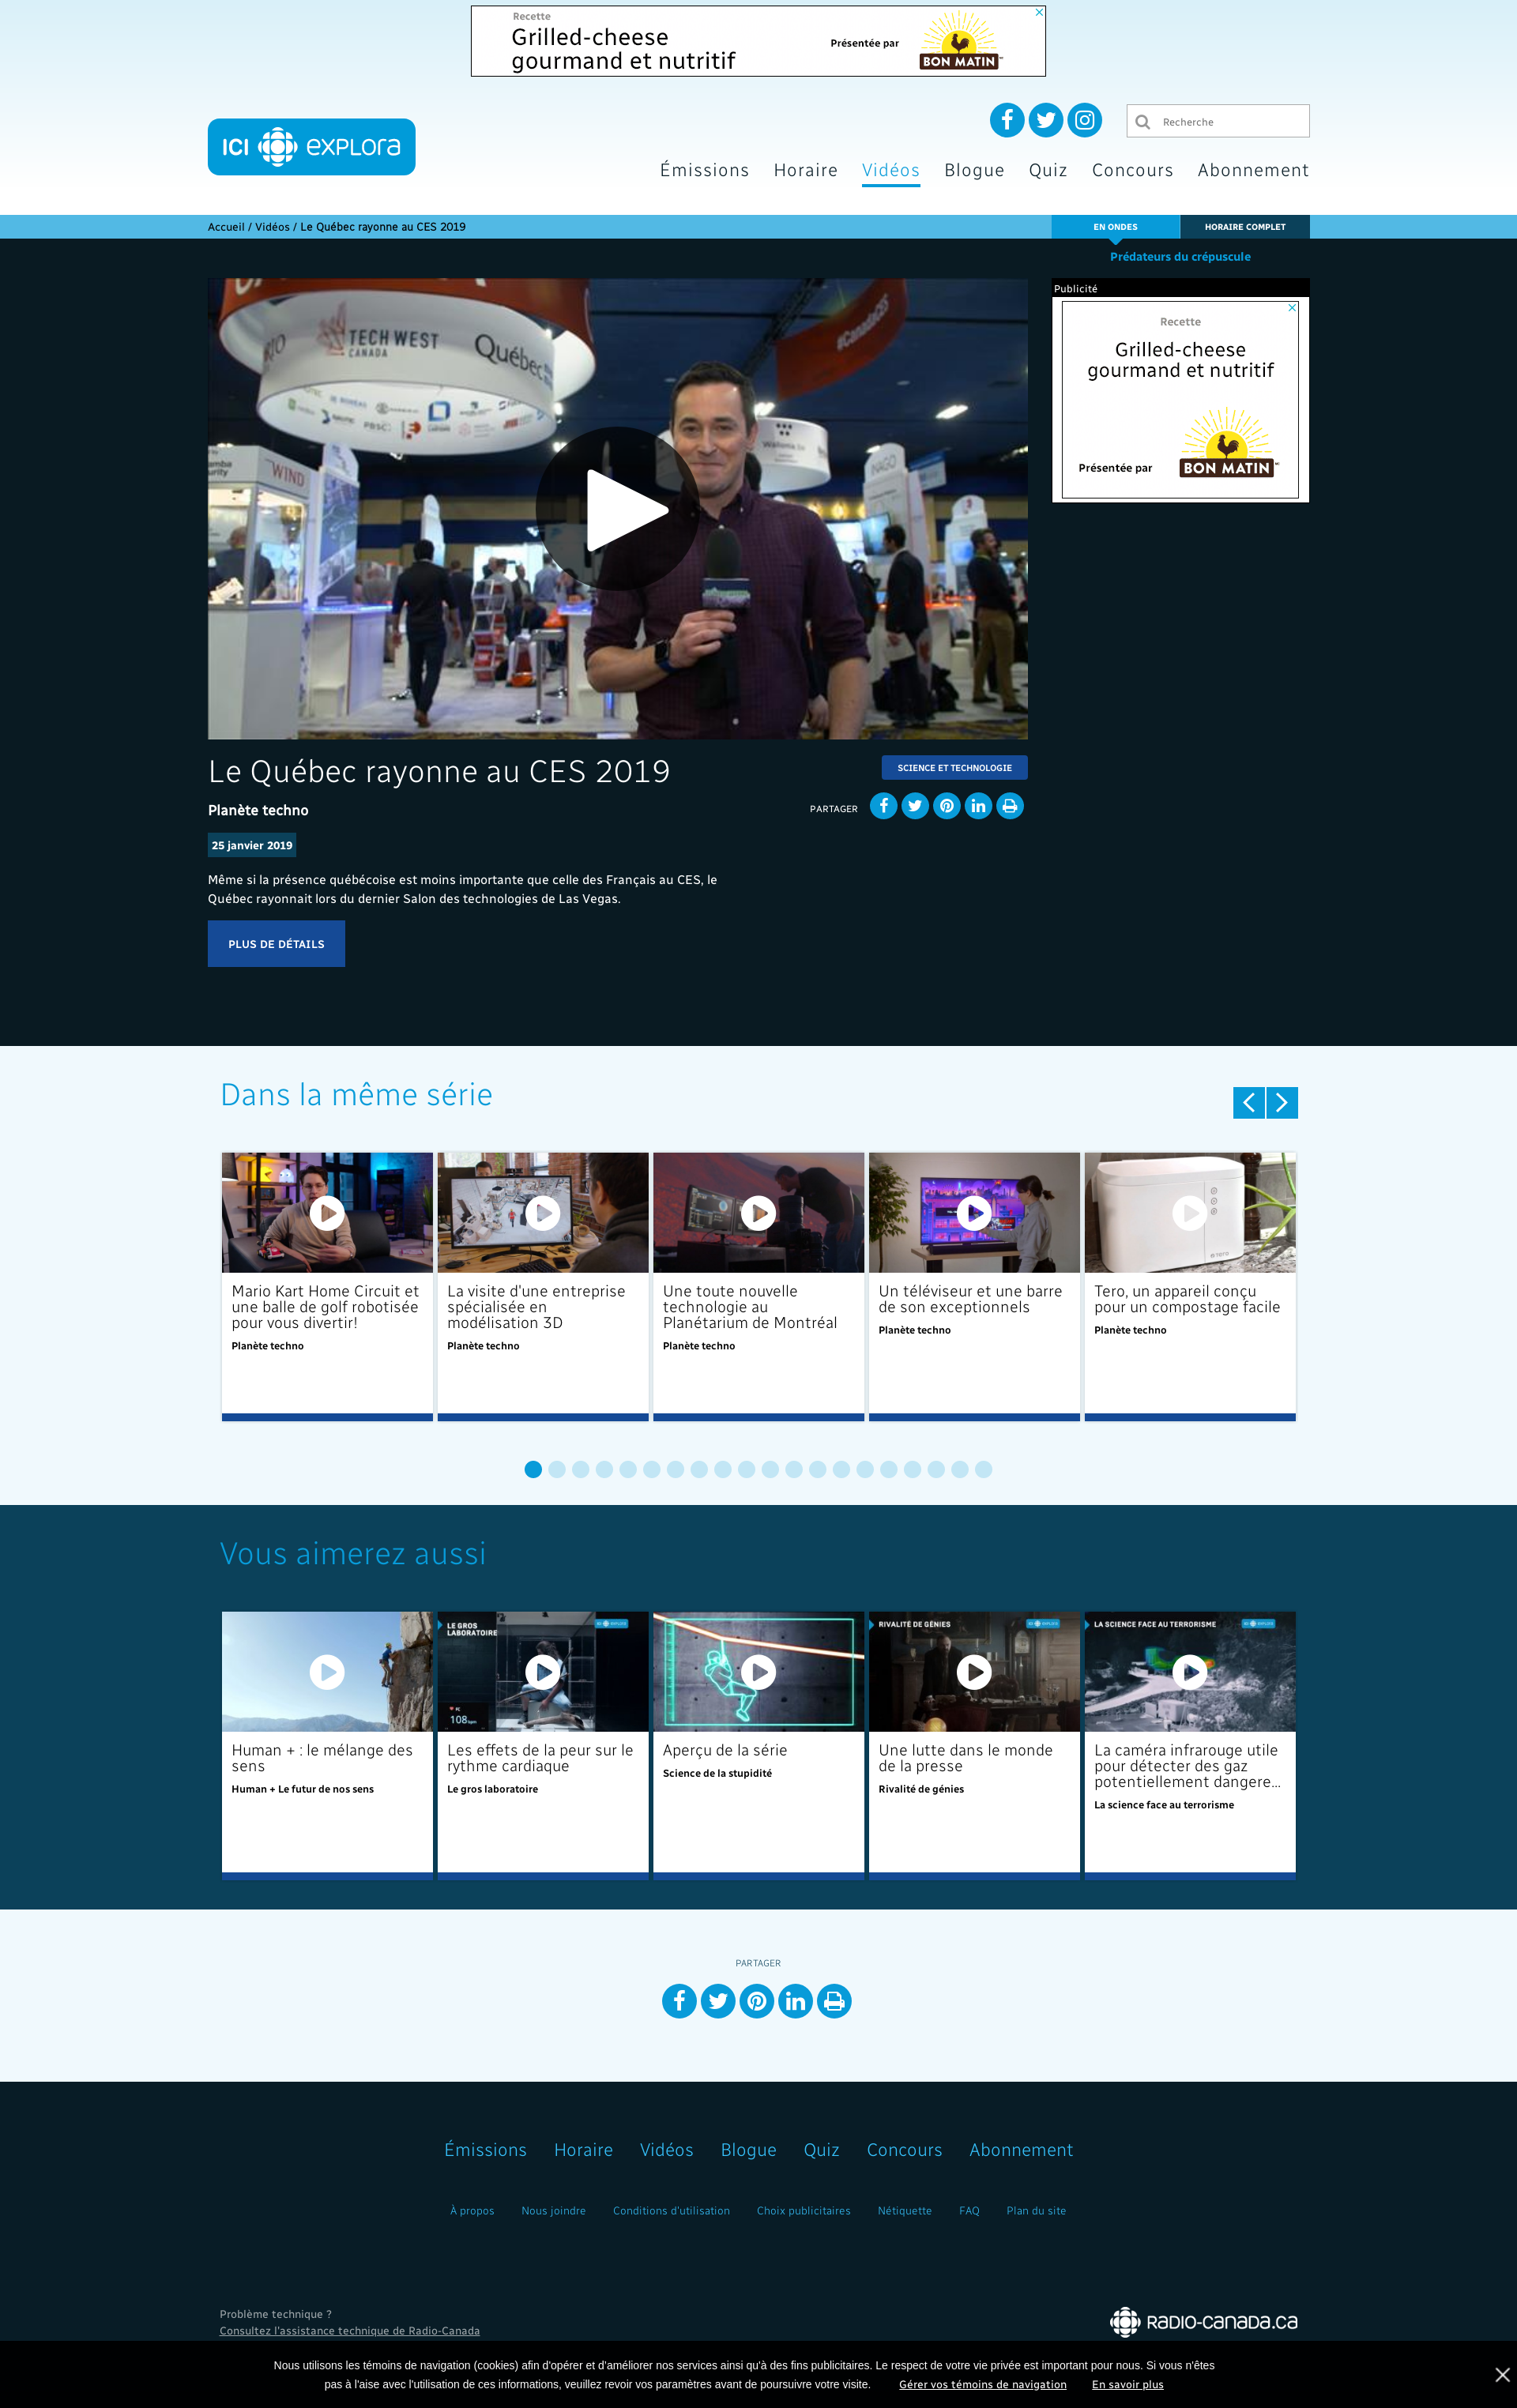 Recette
Grilled-cheese
gourmand et nutritif
Présentée par
BON MATIN
ICI explora
Recherche
Émissions Horaire Vidéos Blogue Quiz Concours Abonnement
Accueil / Vidéos / Le Québec rayonne au CES 2019
EN ONDES
HORAIRE COMPLET
Prédateurs du crépuscule
TECH WEST
CANADA
Québec
#CanadaCES
WIND
Publicité
Recette
Grilled-cheese
gourmand et nutritif
Présentée par
BON MATIN
Le Québec rayonne au CES 2019
SCIENCE ET TECHNOLOGIE
Planète techno
PARTAGER
25 janvier 2019
Même si la présence québécoise est moins importante que celle des Français au CES, le
Québec rayonnait lors du dernier Salon des technologies de Las Vegas.
PLUS DE DÉTAILS
Dans la même série
Mario Kart Home Circuit et
une balle de golf robotisée
pour vous divertir!
Planète techno
La visite d'une entreprise
spécialisée en
modélisation 3D
Planète techno
Une toute nouvelle
technologie au
Planétarium de Montréal
Planète techno
Un téléviseur et une barre
de son exceptionnels
Planète techno
Tero, un appareil conçu
pour un compostage facile
Planète techno
Vous aimerez aussi
Human + : le mélange des
sens
Human + Le futur de nos sens
LE GROS
LABORATOIRE
108 bpm
Les effets de la peur sur le
rythme cardiaque
Le gros laboratoire
Aperçu de la série
Science de la stupidité
RIVALITÉ DE GÉNIES
Une lutte dans le monde
de la presse
Rivalité de génies
LA SCIENCE FACE AU TERRORISME
La caméra infrarouge utile
pour détecter des gaz
potentiellement dangere...
La science face au terrorisme
PARTAGER
Émissions Horaire Vidéos Blogue Quiz Concours Abonnement
À propos Nous joindre Conditions d'utilisation Choix publicitaires Nétiquette FAQ Plan du site
Problème technique ?
Consultez l'assistance technique de Radio-Canada
RADIO-CANADA.CA
Nous utilisons les témoins de navigation (cookies) afin d'opérer et d'améliorer nos services ainsi qu'à des fins publicitaires. Le respect de votre vie privée est important pour nous. Si vous n'êtes
pas à l'aise avec l'utilisation de ces informations, veuillez revoir vos paramètres avant de poursuivre votre visite. Gérer vos témoins de navigation En savoir plus